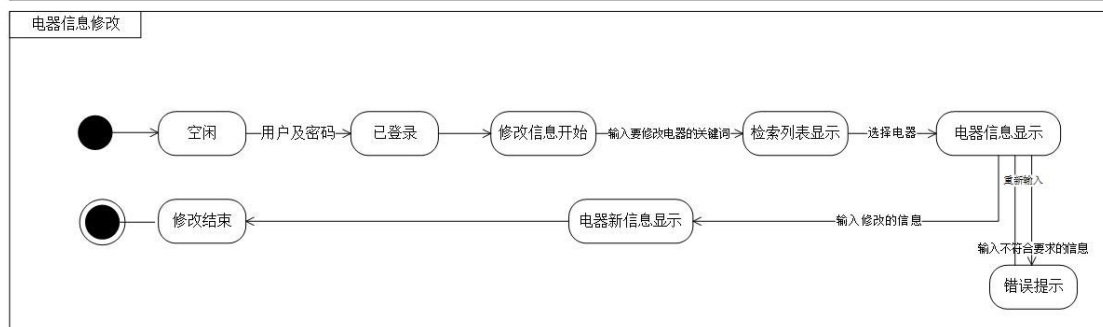 电器信息修改
空闲
用户及密码
已登录
修改信息开始
输入要修改电器的关键词
检索列表显示
选择电器
电器信息显示
重新输入
修改结束
电器新信息显示
输入修改的信息
输入不符合要求的信息
错误提示